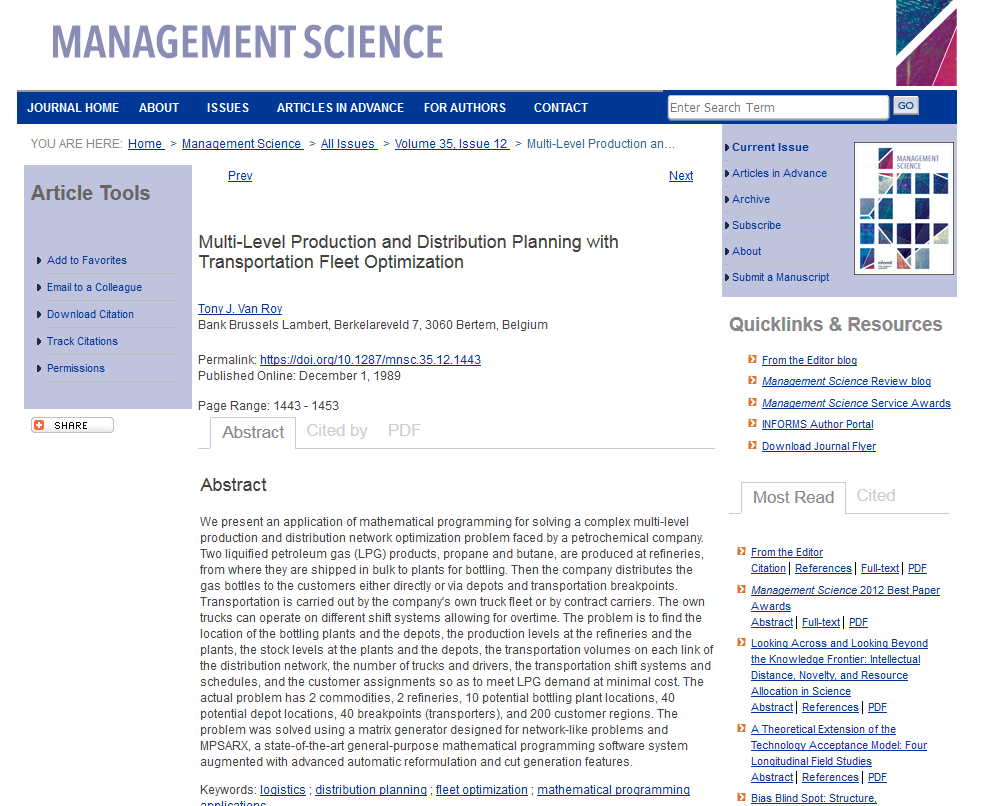 MANAGEMENT SCIENCE
JOURNAL HOME ABOUT ISSUES ARTICLES IN ADVANCE FOR AUTHORS CONTACT
Enter Search Term GO
YOU ARE HERE: Home > Management Science > All Issues > Volume 35, Issue 12 > Multi-Level Production an...
Article Tools
Add to Favorites
Email to a Colleague
Download Citation
Track Citations
Permissions
SHARE
Prev Next
Multi-Level Production and Distribution Planning with
Transportation Fleet Optimization
Tony J. Van Roy
Bank Brussels Lambert, Berkelareveld 7, 3060 Bertem, Belgium
Permalink: https://doi.org/10.1287/mnsc.35.12.1443
Published Online: December 1, 1989
Page Range: 1443 - 1453
Abstract Cited by PDF
Abstract
We present an application of mathematical programming for solving a complex multi-level
production and distribution network optimization problem faced by a petrochemical company.
Two liquified petroleum gas (LPG) products, propane and butane, are produced at refineries,
from where they are shipped in bulk to plants for bottling. Then the company distributes the
gas bottles to the customers either directly or via depots and transportation breakpoints.
Transportation is carried out by the company's own truck fleet or by contract carriers. The own
trucks can operate on different shift systems allowing for overtime. The problem is to find the
location of the bottling plants and the depots, the production levels at the refineries and the
plants, the stock levels at the plants and the depots, the transportation volumes on each link of
the distribution network, the number of trucks and drivers, the transportation shift systems and
schedules, and the customer assignments so as to meet LPG demand at minimal cost. The
actual problem has 2 commodities, 2 refineries, 10 potential bottling plant locations, 40
potential depot locations, 40 breakpoints (transporters), and 200 customer regions. The
problem was solved using a matrix generator designed for network-like problems and
MPSARX, a state-of-the-art general-purpose mathematical programming software system
augmented with advanced automatic reformulation and cut generation features.
Keywords: logistics ; distribution planning ; fleet optimization ; mathematical programming
applications
Current Issue
Articles in Advance
Archive
Subscribe
About
Submit a Manuscript
MANAGEMENT
SCIENCE
informs
Quicklinks & Resources
From the Editor blog
Management Science Review blog
Management Science Service Awards
INFORMS Author Portal
Download Journal Flyer
Most Read Cited
From the Editor
Citation | References | Full-text | PDF
Management Science 2012 Best Paper
Awards
Abstract | Full-text | PDF
Looking Across and Looking Beyond
the Knowledge Frontier: Intellectual
Distance, Novelty, and Resource
Allocation in Science
Abstract | References | PDF
A Theoretical Extension of the
Technology Acceptance Model: Four
Longitudinal Field Studies
Abstract | References | PDF
Bias Blind Spot: Structure,